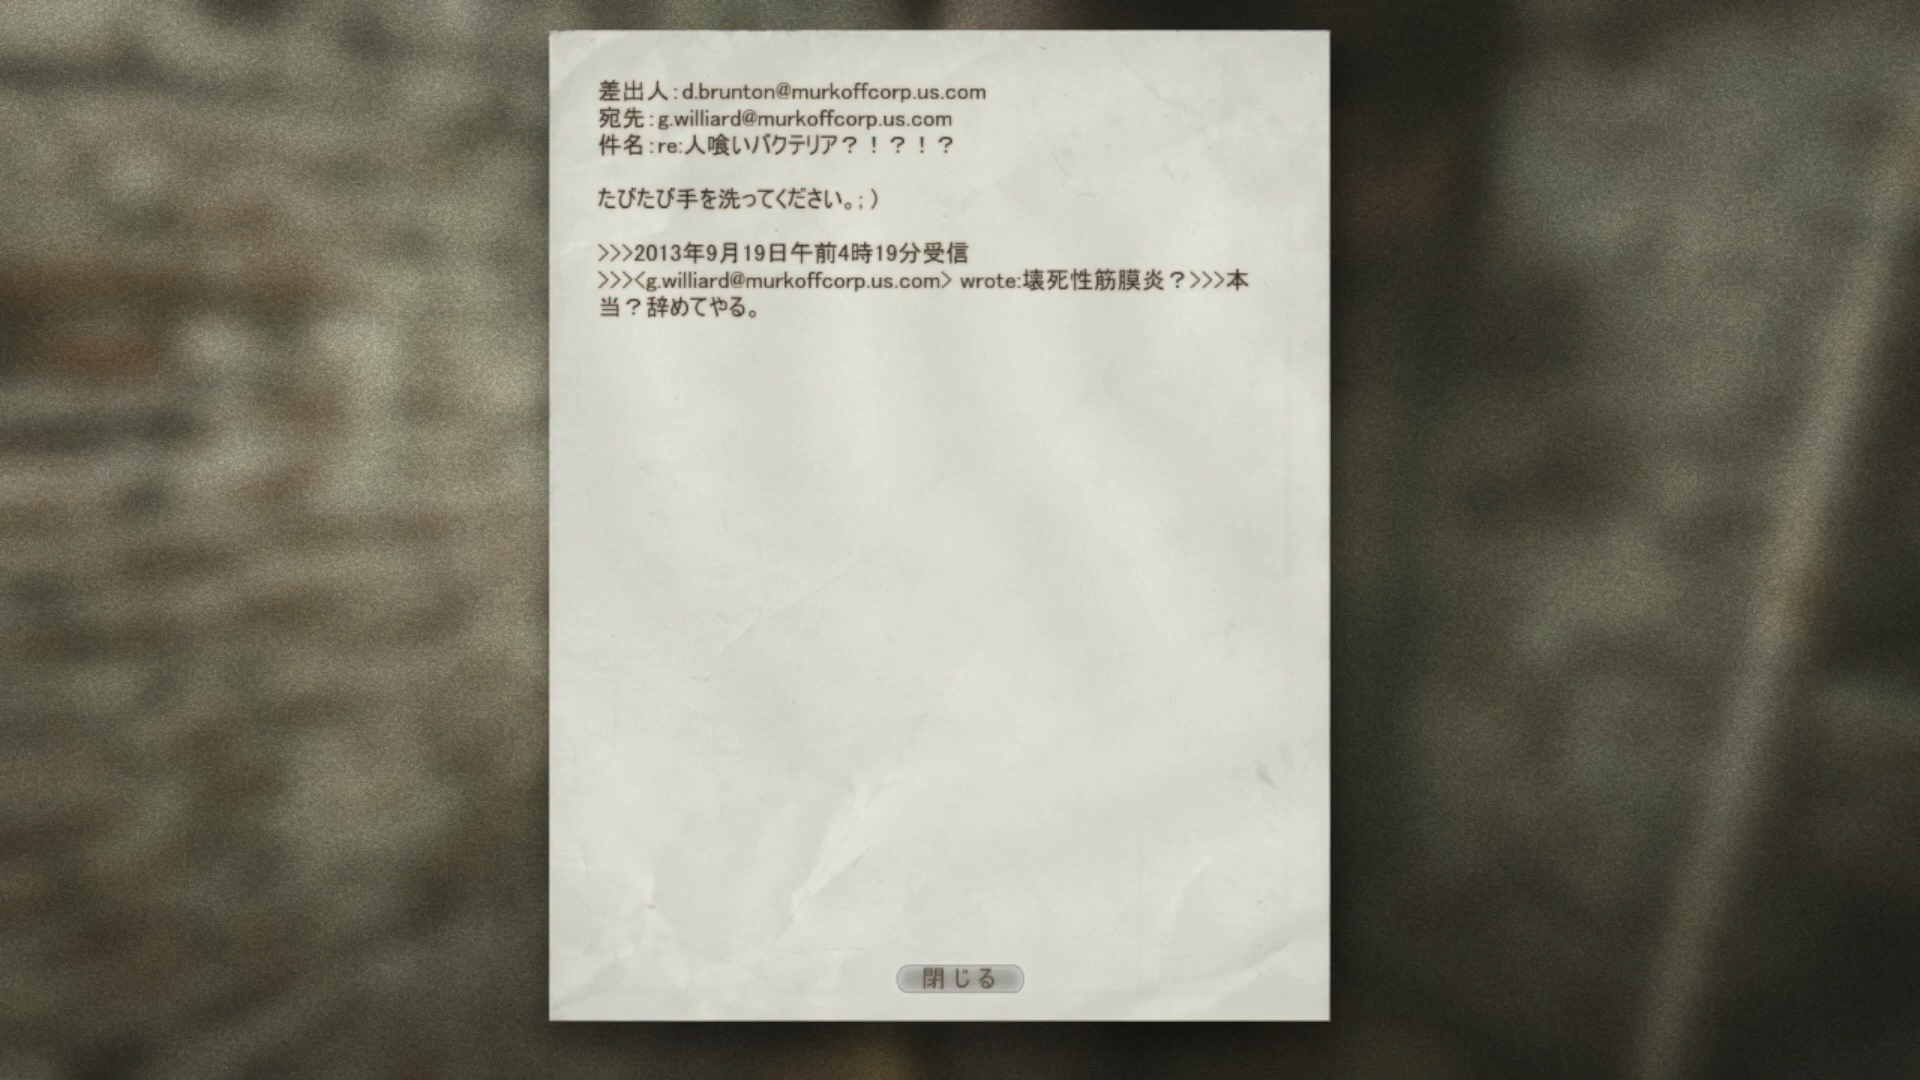 差出人:d.brunton@murkoffcorp.us.com
宛先:g.williard@murkoffcorp.us.com
件名:re:人喰いバクテリア？！？！？
たびたび手を洗ってください。; )
>>>2013年9月19日午前4時19分受信
>>><g.williard@murkoffcorp.us.com> wrote:壊死性筋膜炎？>>>本
当？辞めてやる。
閉じる